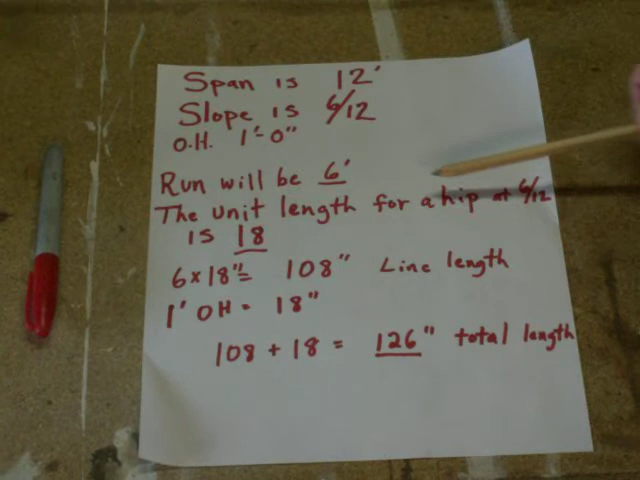 Span is 12'
Slope is 6/12
O.H. 1'-0"
Run will be 6'
The unit length for a hip at 6/12
is 18
6x18"= 108" Line length
1' OH = 18"
108 + 18 = 126" total length